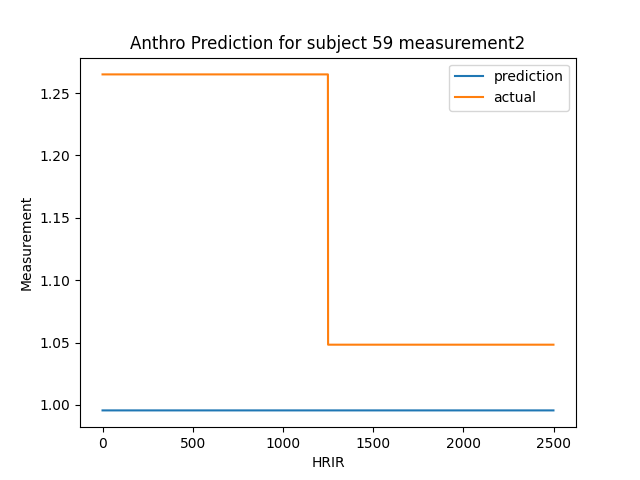 Anthro Prediction for subject 59 measurement2
prediction
actual
Measurement
1.25
1.20
1.15
1.10
1.05
1.00
0 500 1000 1500 2000 2500
HRIR